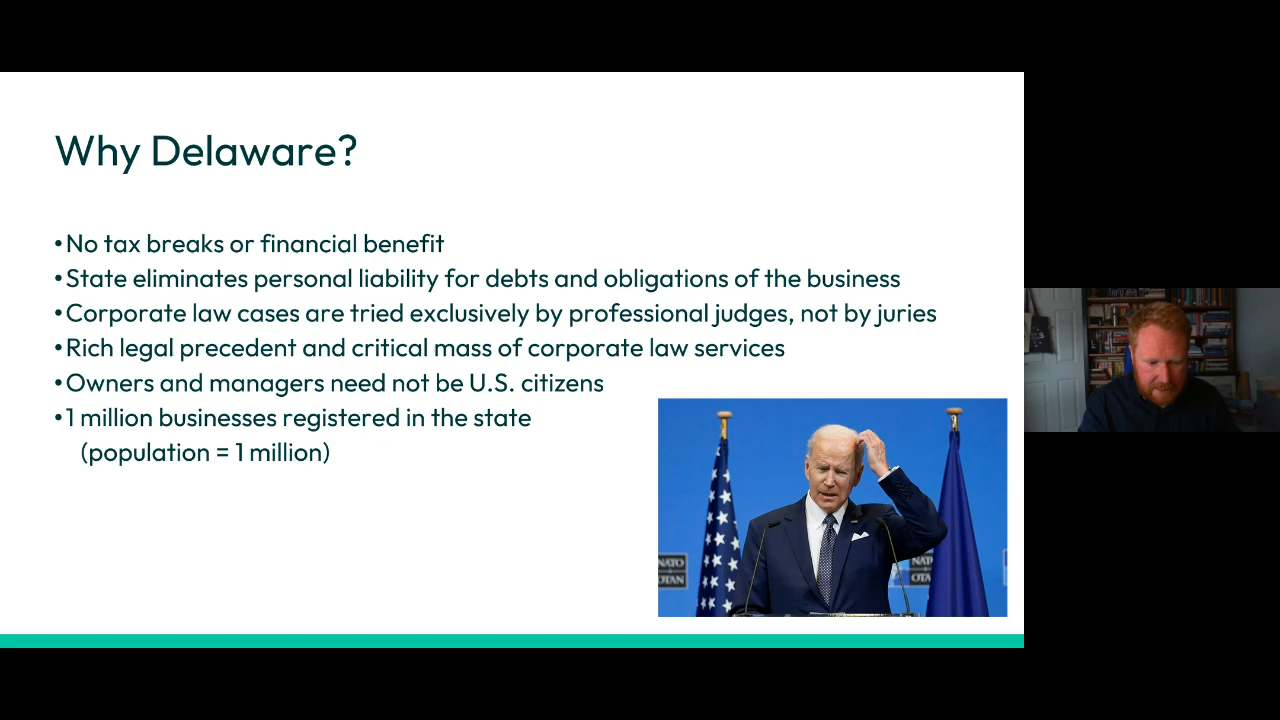 Why Delaware?
•No tax breaks or financial benefit
•State eliminates personal liability for debts and obligations of the business
•Corporate law cases are tried exclusively by professional judges, not by juries
•Rich legal precedent and critical mass of corporate law services
•Owners and managers need not be U.S. citizens
•1 million businesses registered in the state
(population = 1 million)
NATO
OTAN
NATO
OTA